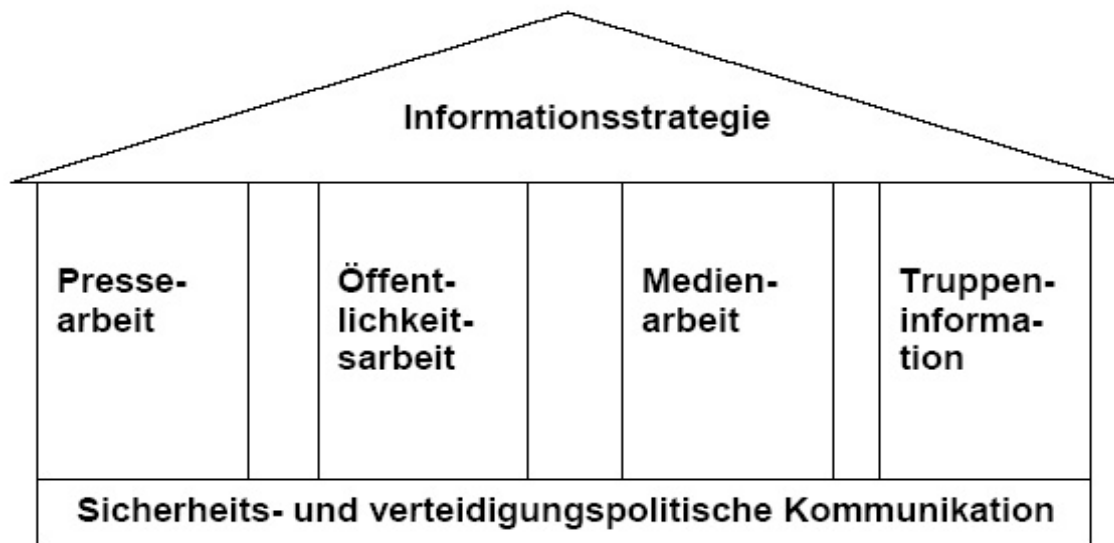 Informationsstrategie
Presse-
arbeit
Öffent-
lichkeit-
sarbeit
Medien-
arbeit
Truppen-
informa-
tion
Sicherheits- und verteidigungspolitische Kommunikation